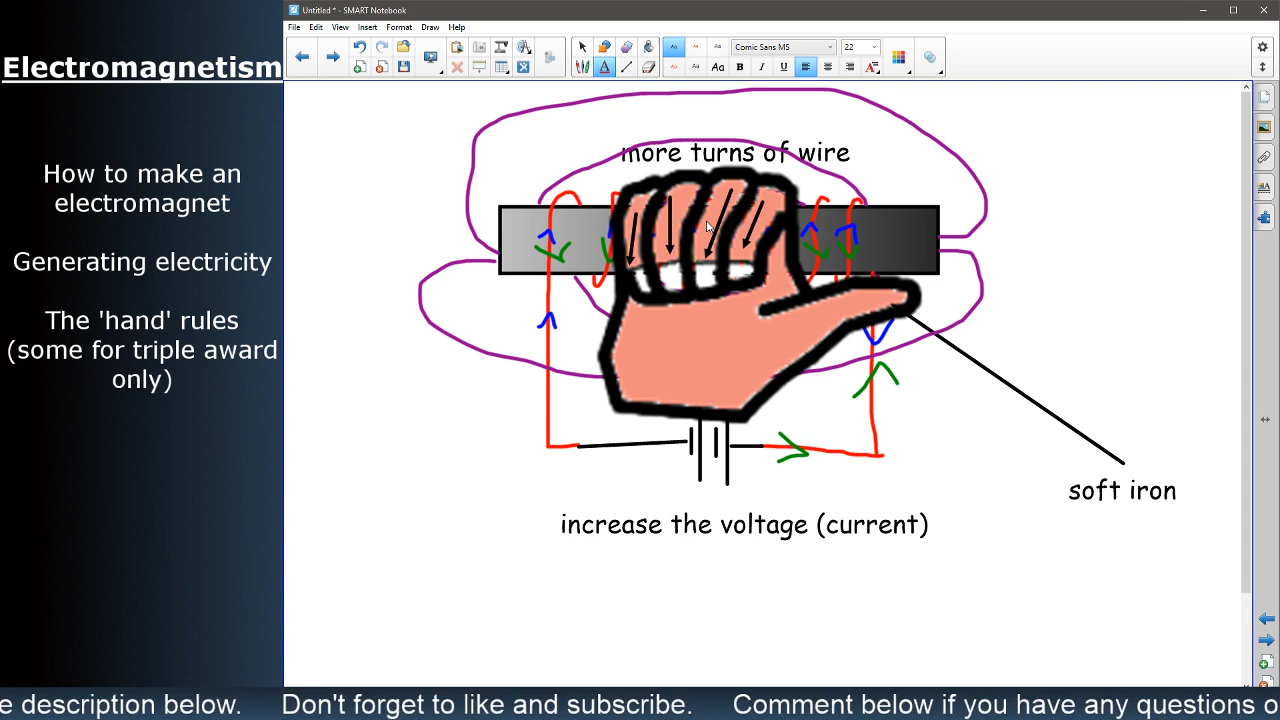 Untitled * - SMART Notebook
File Edit View Insert Format Draw Help
Comic Sans MS 22
Electromagnetism
How to make an
electromagnet
Generating electricity
The 'hand' rules
(some for triple award
only)
more turns of wire
soft iron
increase the voltage (current)
e description below. Don't forget to like and subscribe. Comment below if you have any questions o